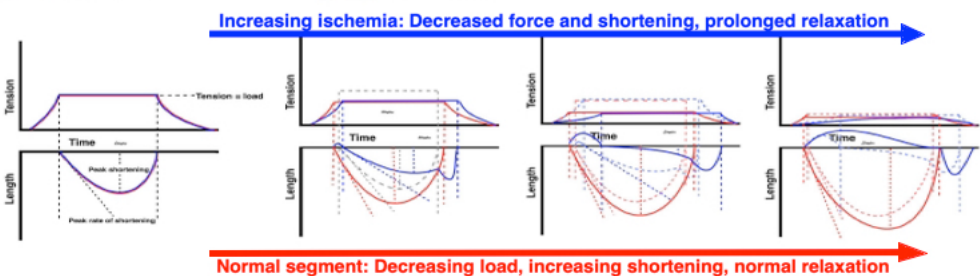 Increasing ischemia: Decreased force and shortening, prolonged relaxation
Tension
Tension = load
Time
Length
Peak shortening
Peak rate of shortening
Tension
Time
Length
Tension
Time
Length
Tension
Time
Length
Normal segment: Decreasing load, increasing shortening, normal relaxation